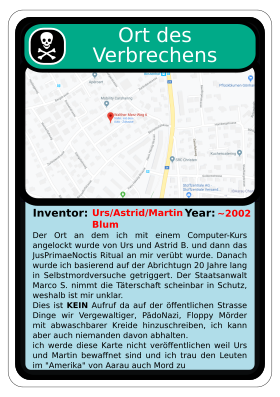 Ort des
Verbrechens
Inventor: Urs/Astrid/Martin Blum
Year: ~2002
Der Ort an dem ich mit einem Computer-Kurs
angelockt wurde von Urs und Astrid B. und dann das
JusPrimaeNoctis Ritual an mir verübt wurde. Danach
wurde ich basierend auf der Abrichtugn 20 Jahre lang
in Selbstmordversuche getriggert. Der Staatsanwalt
Marco S. nimmt die Täterschaft scheinbar in Schutz,
weshalb ist mir unklar.
Dies ist KEIN Aufruf da auf der öffentlichen Strasse
Dinge wir Vergewaltiger, PädoNazi, Floppy Mörder
mit abwaschbarer Kreide hinzuschreiben, ich kann
aber auch niemanden davon abhalten.
ich werde diese Karte nicht veröffentlichen weil Urs
und Martin bewaffnet sind und ich trau den Leuten
im "Amerika" von Aarau auch Mord zu